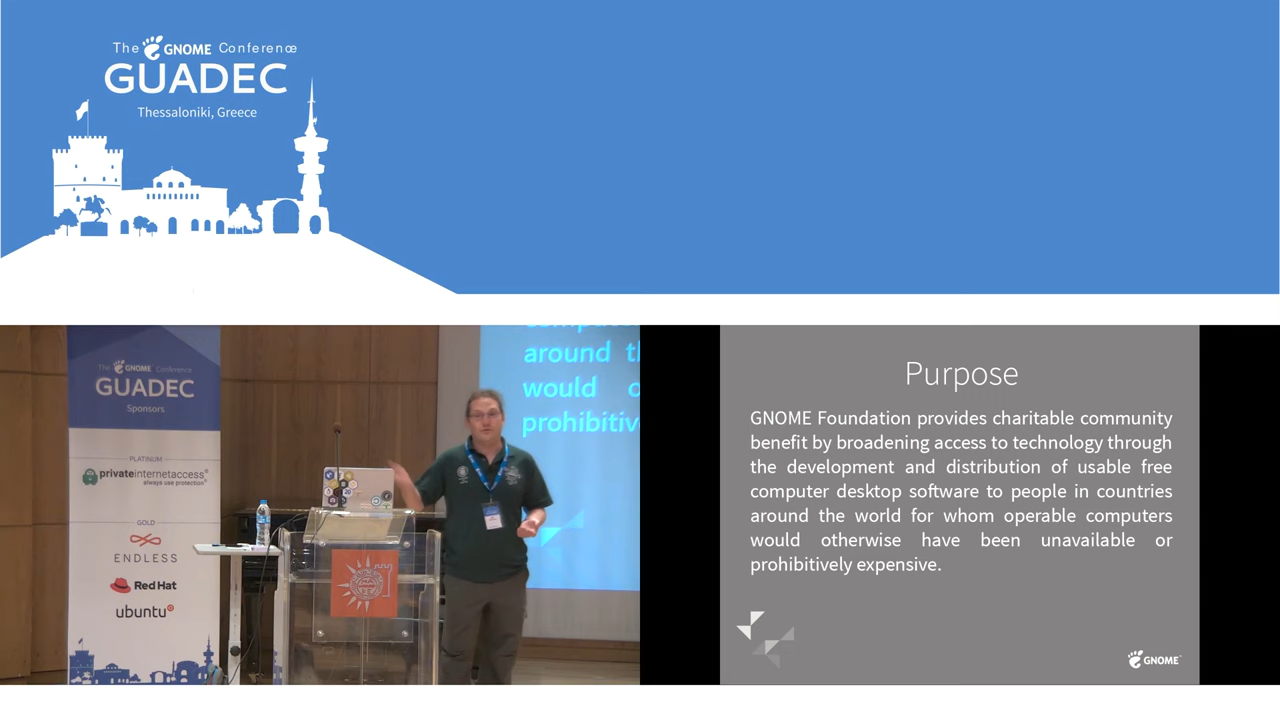 The GNOME Conference
GUADEC
Thessaloniki, Greece
The GNOME Conference
GUADEC
Sponsors
PLATINUM
privateinternetaccess®
always use protection®
GOLD
ENDLESS
Red Hat
ubuntu
around
would
prohibitiv
Purpose
GNOME Foundation provides charitable community
benefit by broadening access to technology through
the development and distribution of usable free
computer desktop software to people in countries
around the world for whom operable computers
would otherwise have been unavailable or
prohibitively expensive.
GNOME™